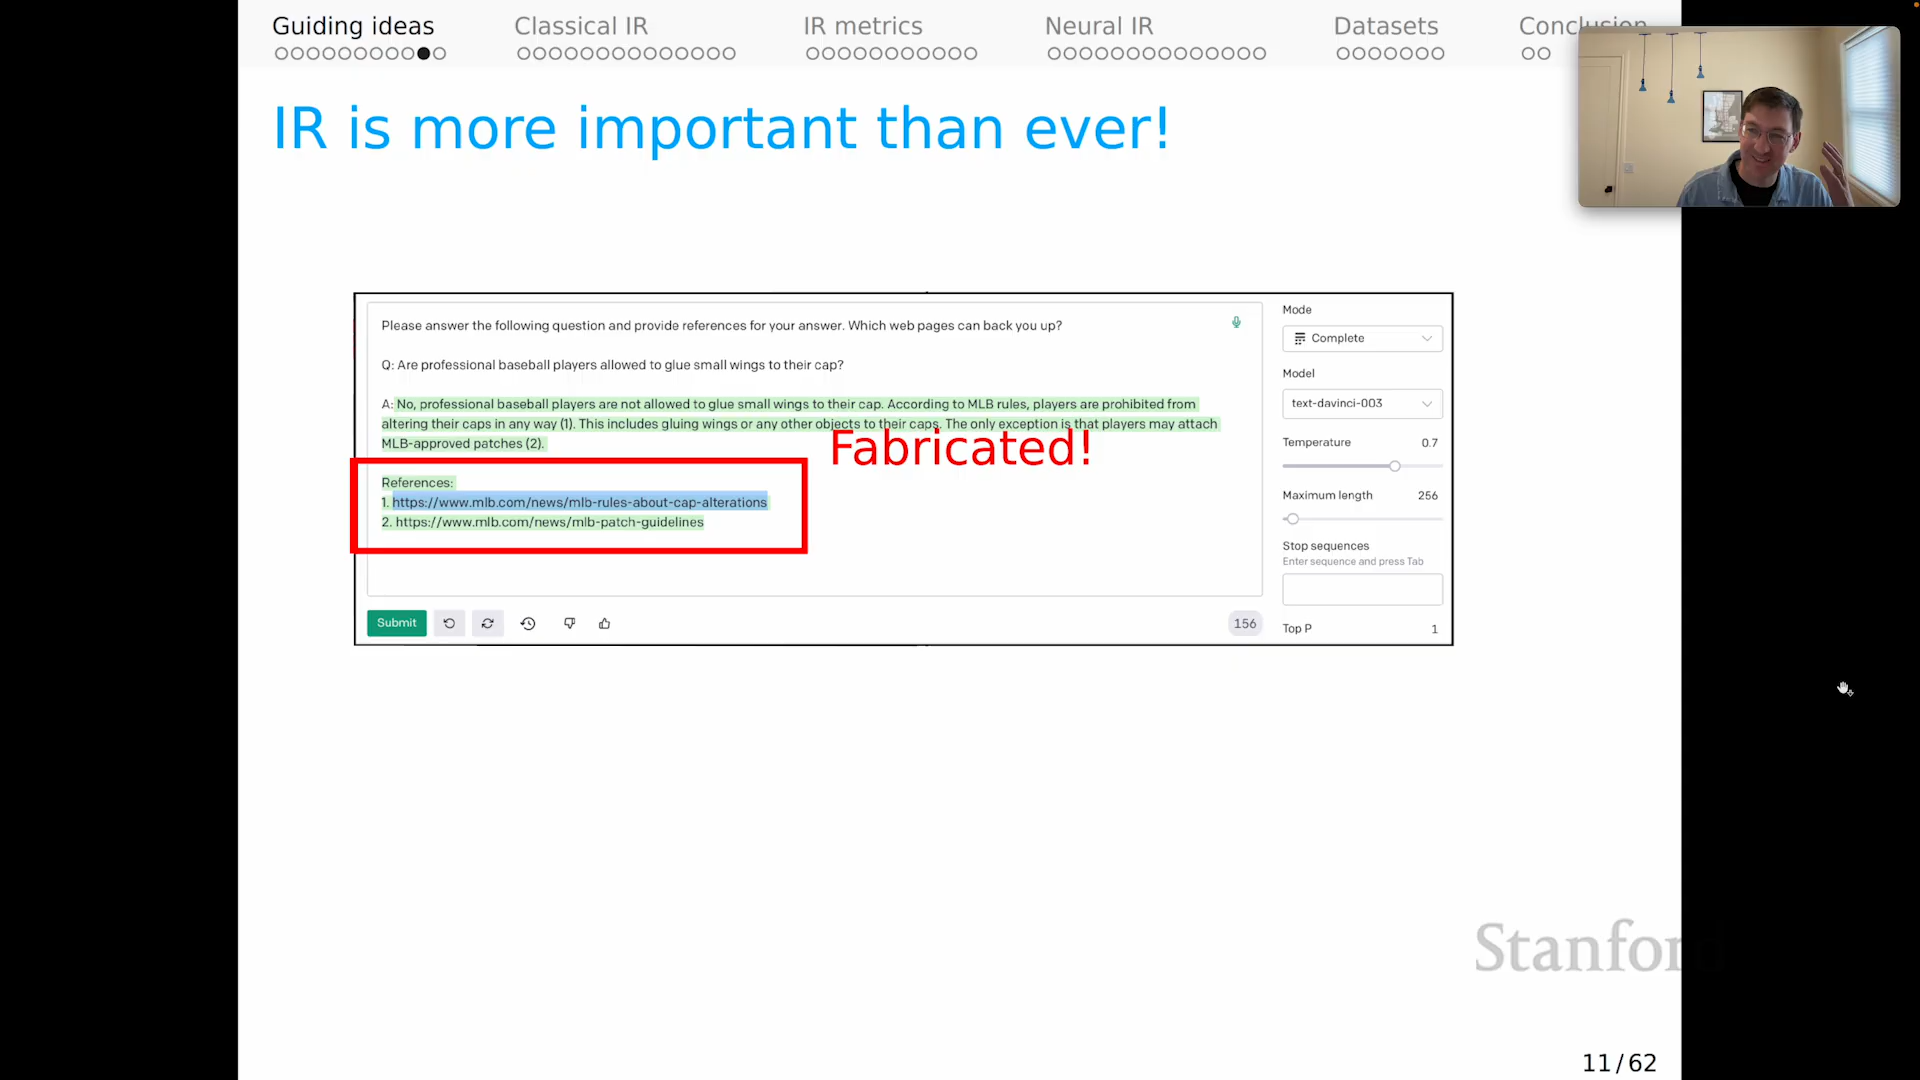 Guiding ideas
Classical IR
IR metrics
Neural IR
Datasets
Conclusion
IR is more important than ever!
Please answer the following question and provide references for your answer. Which web pages can back you up?
Q: Are professional baseball players allowed to glue small wings to their cap?
A: No, professional baseball players are not allowed to glue small wings to their cap. According to MLB rules, players are prohibited from
altering their caps in any way (1). This includes gluing wings or any other objects to their caps. The only exception is that players may attach
MLB-approved patches (2).
Fabricated!
References:
1. https://www.mlb.com/news/mlb-rules-about-cap-alterations
2. https://www.mlb.com/news/mlb-patch-guidelines
Submit
156
Mode
Complete
Model
text-davinci-003
Temperature 0.7
Maximum length 256
Stop sequences
Enter sequence and press Tab
Top P 1
Stanford
11/62